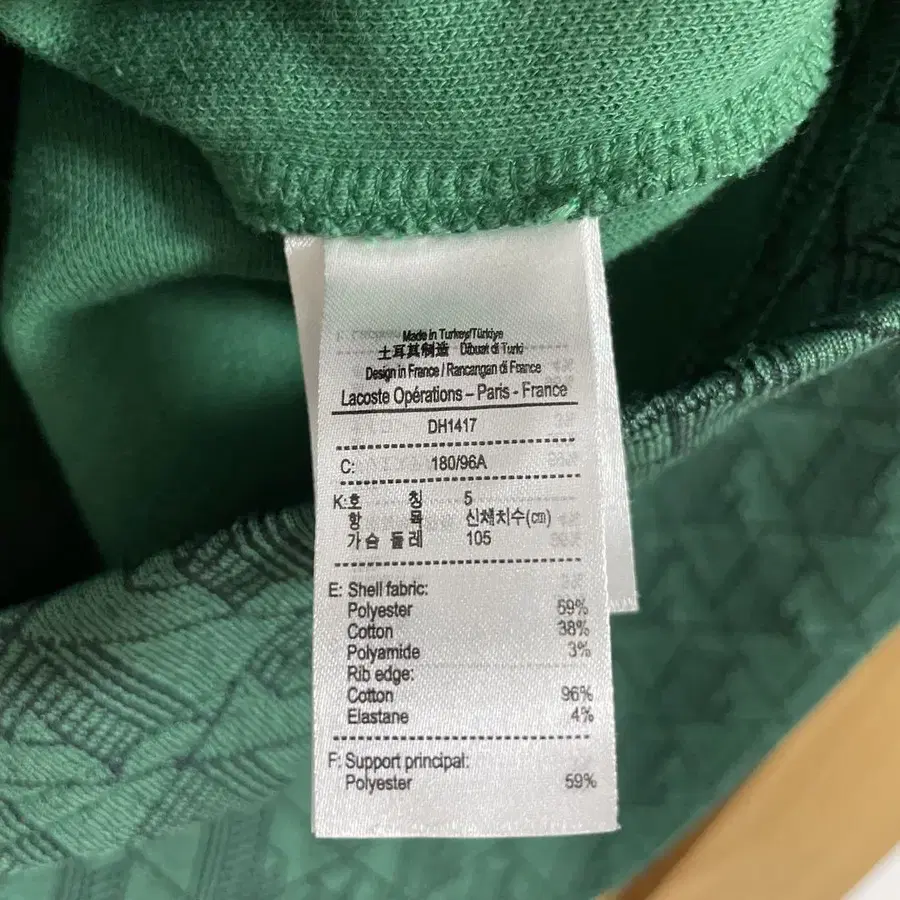 Made in Turkey/Türkiye
土耳其制造 Dibuat di Turki
Design in France / Rancangan di France
Lacoste Opérations – Paris - France
DH1417
C: 180/96A
K:호 칭 5
항 목 신체치수(㎝)
가슴 둘레 105
E: Shell fabric:
Polyester 59%
Cotton 38%
Polyamide 3%
Rib edge:
Cotton 96%
Elastane 4%
F: Support principal:
Polyester 59%